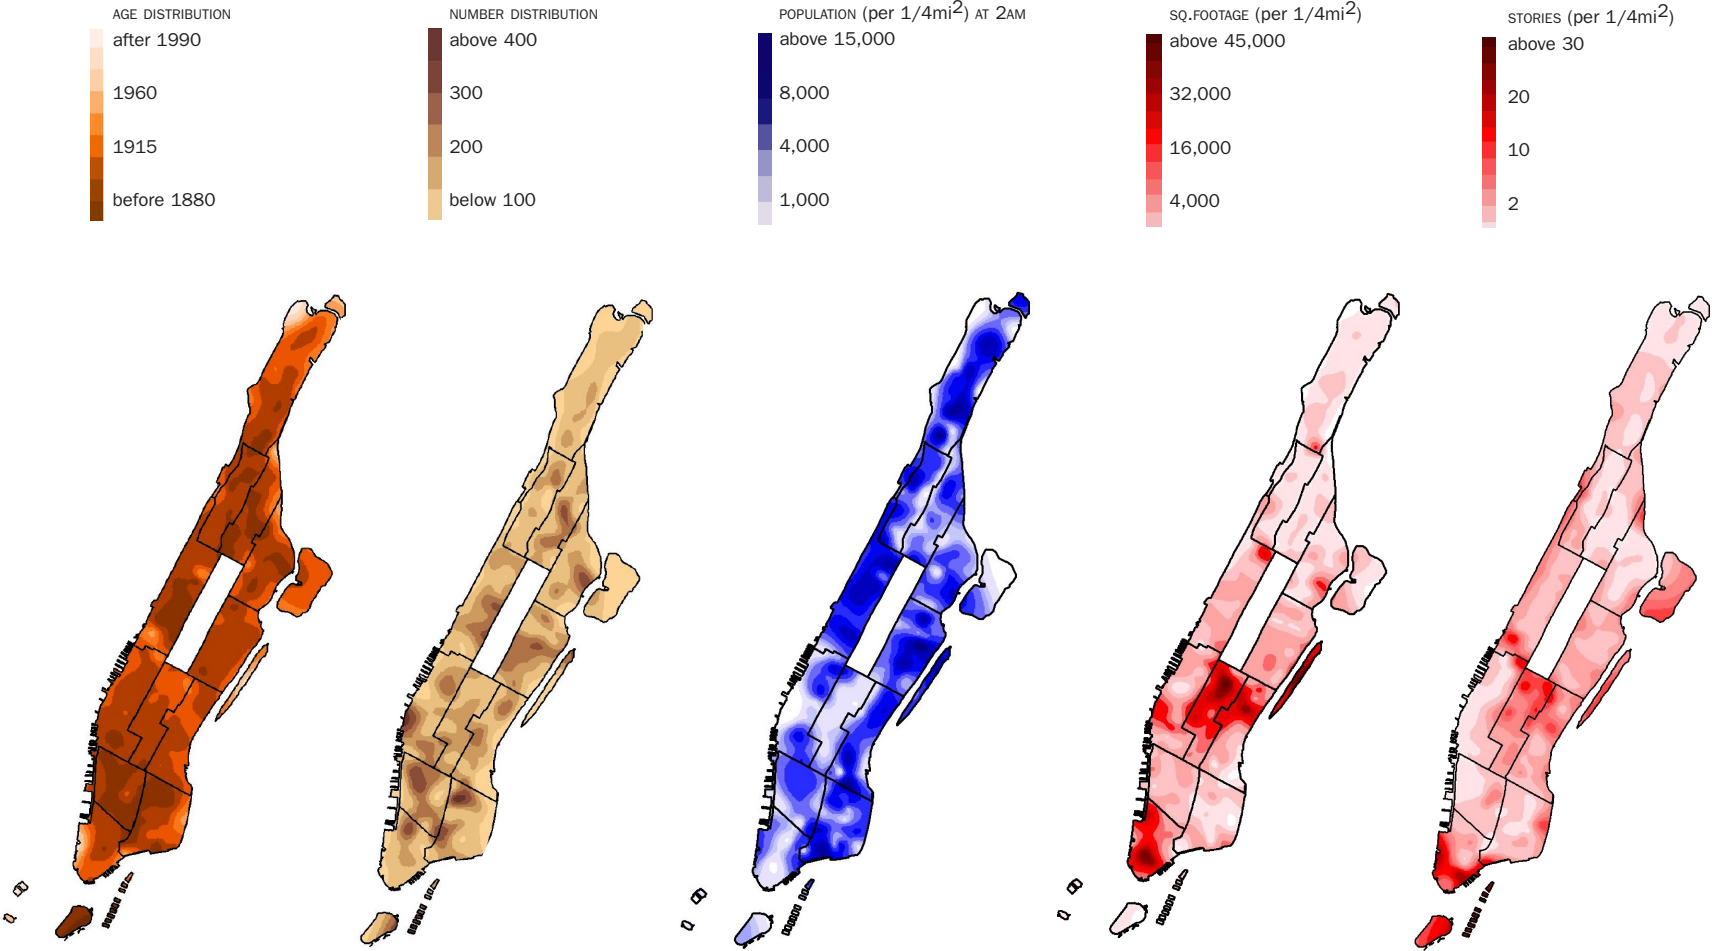 AGE DISTRIBUTION
after 1990
1960
1915
before 1880
NUMBER DISTRIBUTION
above 400
300
200
below 100
POPULATION (per 1/4mi²) AT 2AM
above 15,000
8,000
4,000
1,000
SQ.FOOTAGE (per 1/4mi²)
above 45,000
32,000
16,000
4,000
STORIES (per 1/4mi²)
above 30
20
10
2